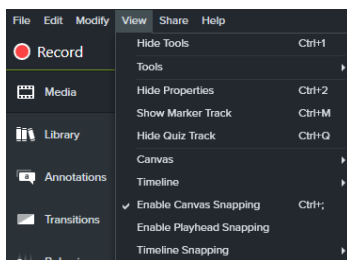 File Edit Modify View Share Help
Record
Media
Library
a
Annotations
Transitions
Hide Tools Ctrl+1
Tools
Hide Properties Ctrl+2
Show Marker Track Ctrl+M
Hide Quiz Track Ctrl+Q
Canvas
Timeline
Enable Canvas Snapping Ctrl+;
Enable Playhead Snapping
Timeline Snapping